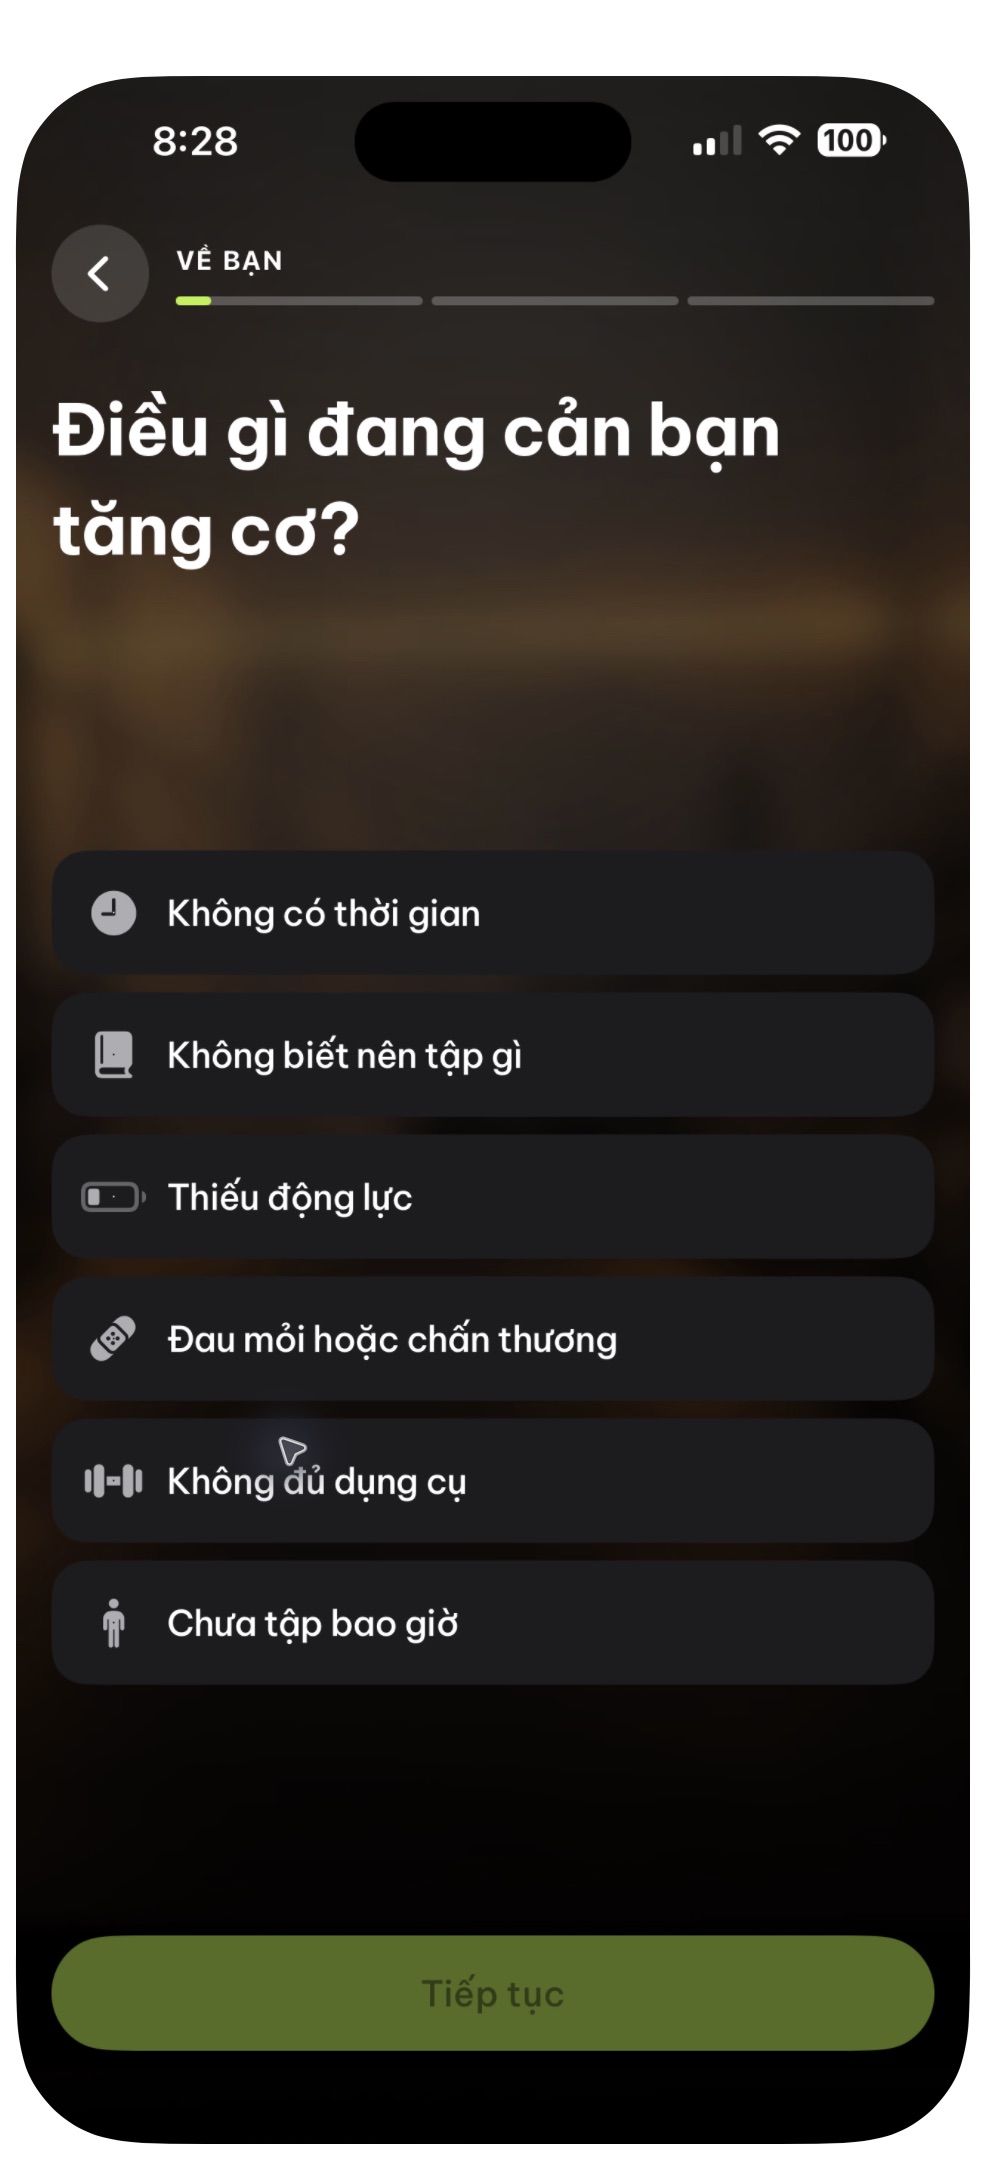 8:28
100
VỀ BẠN
Điều gì đang cản bạn
tăng cơ?
Không có thời gian
Không biết nên tập gì
Thiếu động lực
Đau mỏi hoặc chấn thương
Không đủ dụng cụ
Chưa tập bao giờ
Tiếp tục